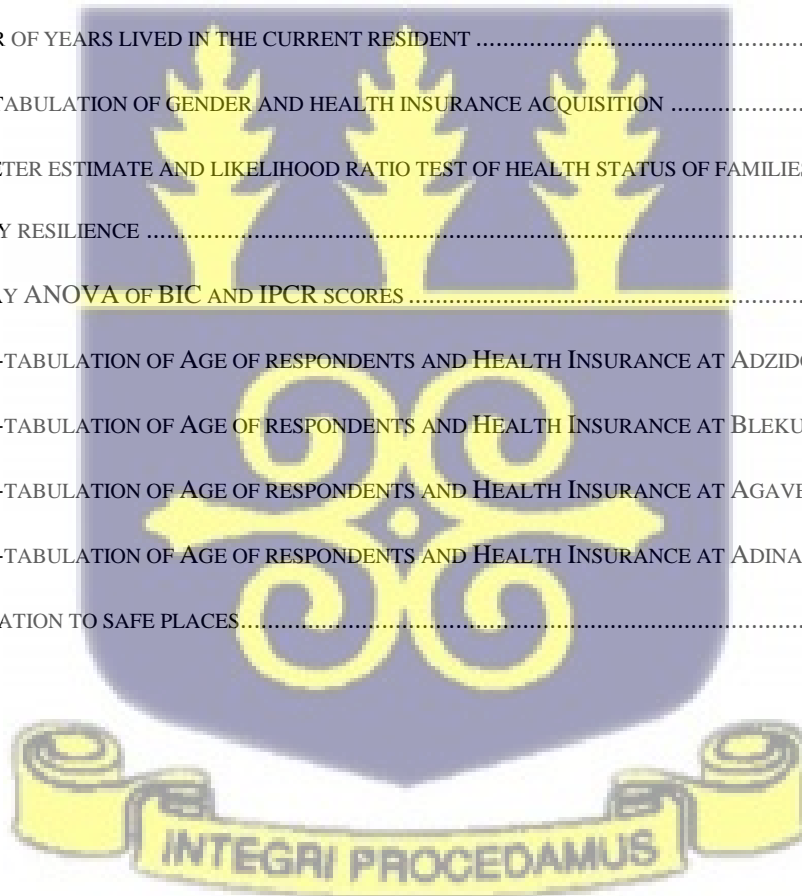 R OF YEARS LIVED IN THE CURRENT RESIDENT ..........................................................
TABULATION OF GENDER AND HEALTH INSURANCE ACQUISITION ........................
ETER ESTIMATE AND LIKELIHOOD RATIO TEST OF HEALTH STATUS OF FAMILIES
Y RESILIENCE ..........................................................................................................................
AY ANOVA OF BIC AND IPCR SCORES ......................................................................
-TABULATION OF AGE OF RESPONDENTS AND HEALTH INSURANCE AT ADZIDO
-TABULATION OF AGE OF RESPONDENTS AND HEALTH INSURANCE AT BLEKU
-TABULATION OF AGE OF RESPONDENTS AND HEALTH INSURANCE AT AGAVE
-TABULATION OF AGE OF RESPONDENTS AND HEALTH INSURANCE AT ADINA
ATION TO SAFE PLACES..........................................................................................................
INTEGRI PROCEDAMUS